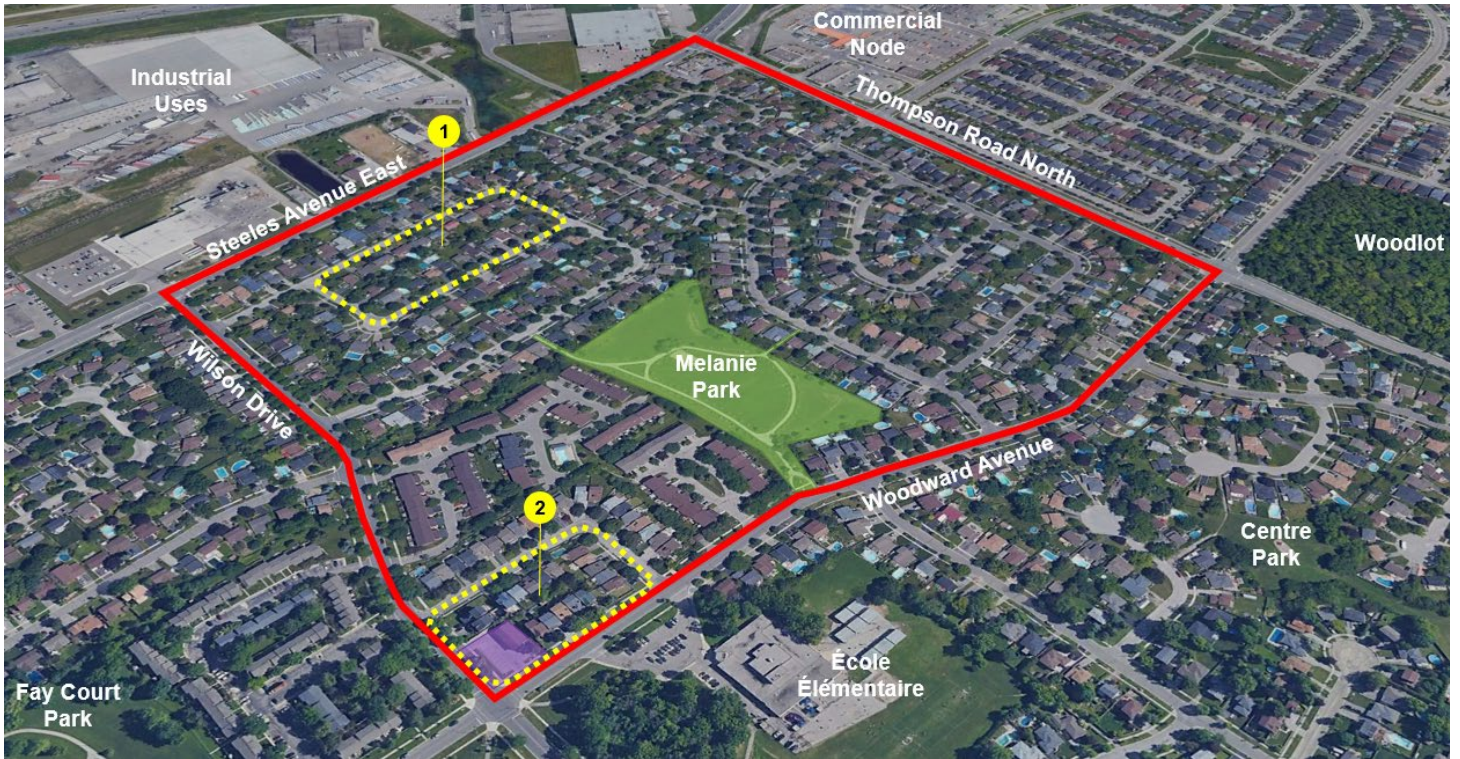 Commercial
Node
Industrial
Uses
Thompson Road North
1
Steeles Avenue East
Woodlot
Wilson Drive
Melanie
Park
Woodward Avenue
2
Centre
Park
École
Élémentaire
Fay Court
Park